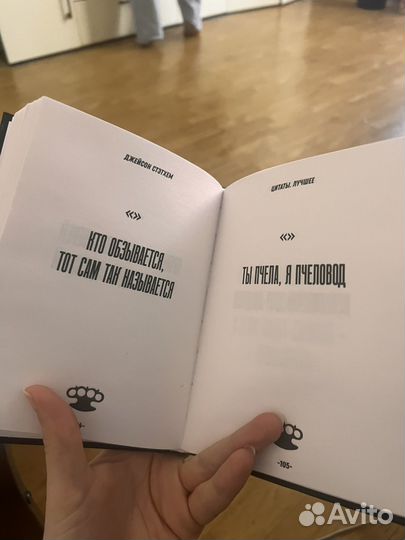 ДЖЕЙСОН СТЭТХЕМ
«»
КТО ОБЗЫВАЕТСЯ,
ТОТ САМ ТАК НАЗЫВАЕТСЯ
ЦИТАТЫ. ЛУЧШЕЕ
«»
ТЫ ПЧЕЛА, Я ПЧЕЛОВОД
-105-
Avito